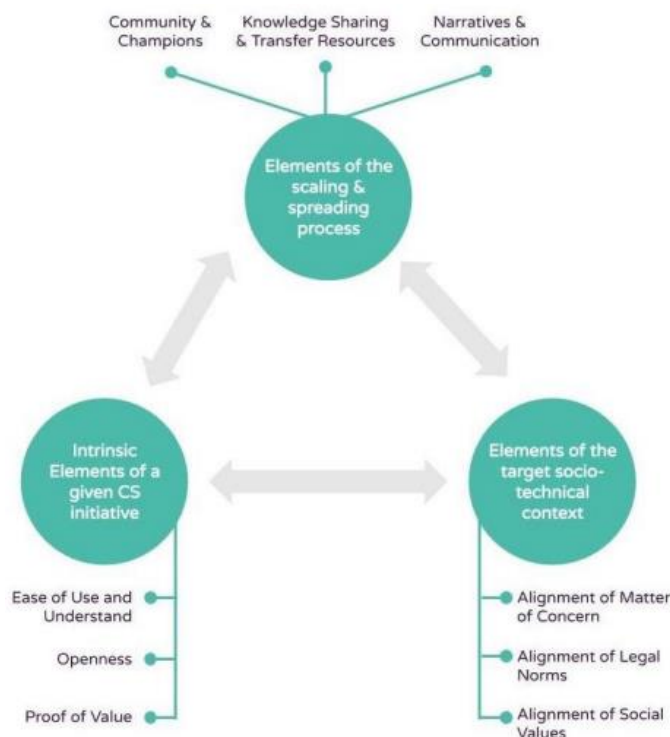 Community &
Champions
Knowledge Sharing
& Transfer Resources
Narratives &
Communication
Elements of the
scaling &
spreading
process
Intrinsic
Elements of a
given CS
initiative
Elements of the
target socio-
technical
context
Ease of Use and
Understand
Openness
Proof of Value
Alignment of Matter
of Concern
Alignment of Legal
Norms
Alignment of Social
Values